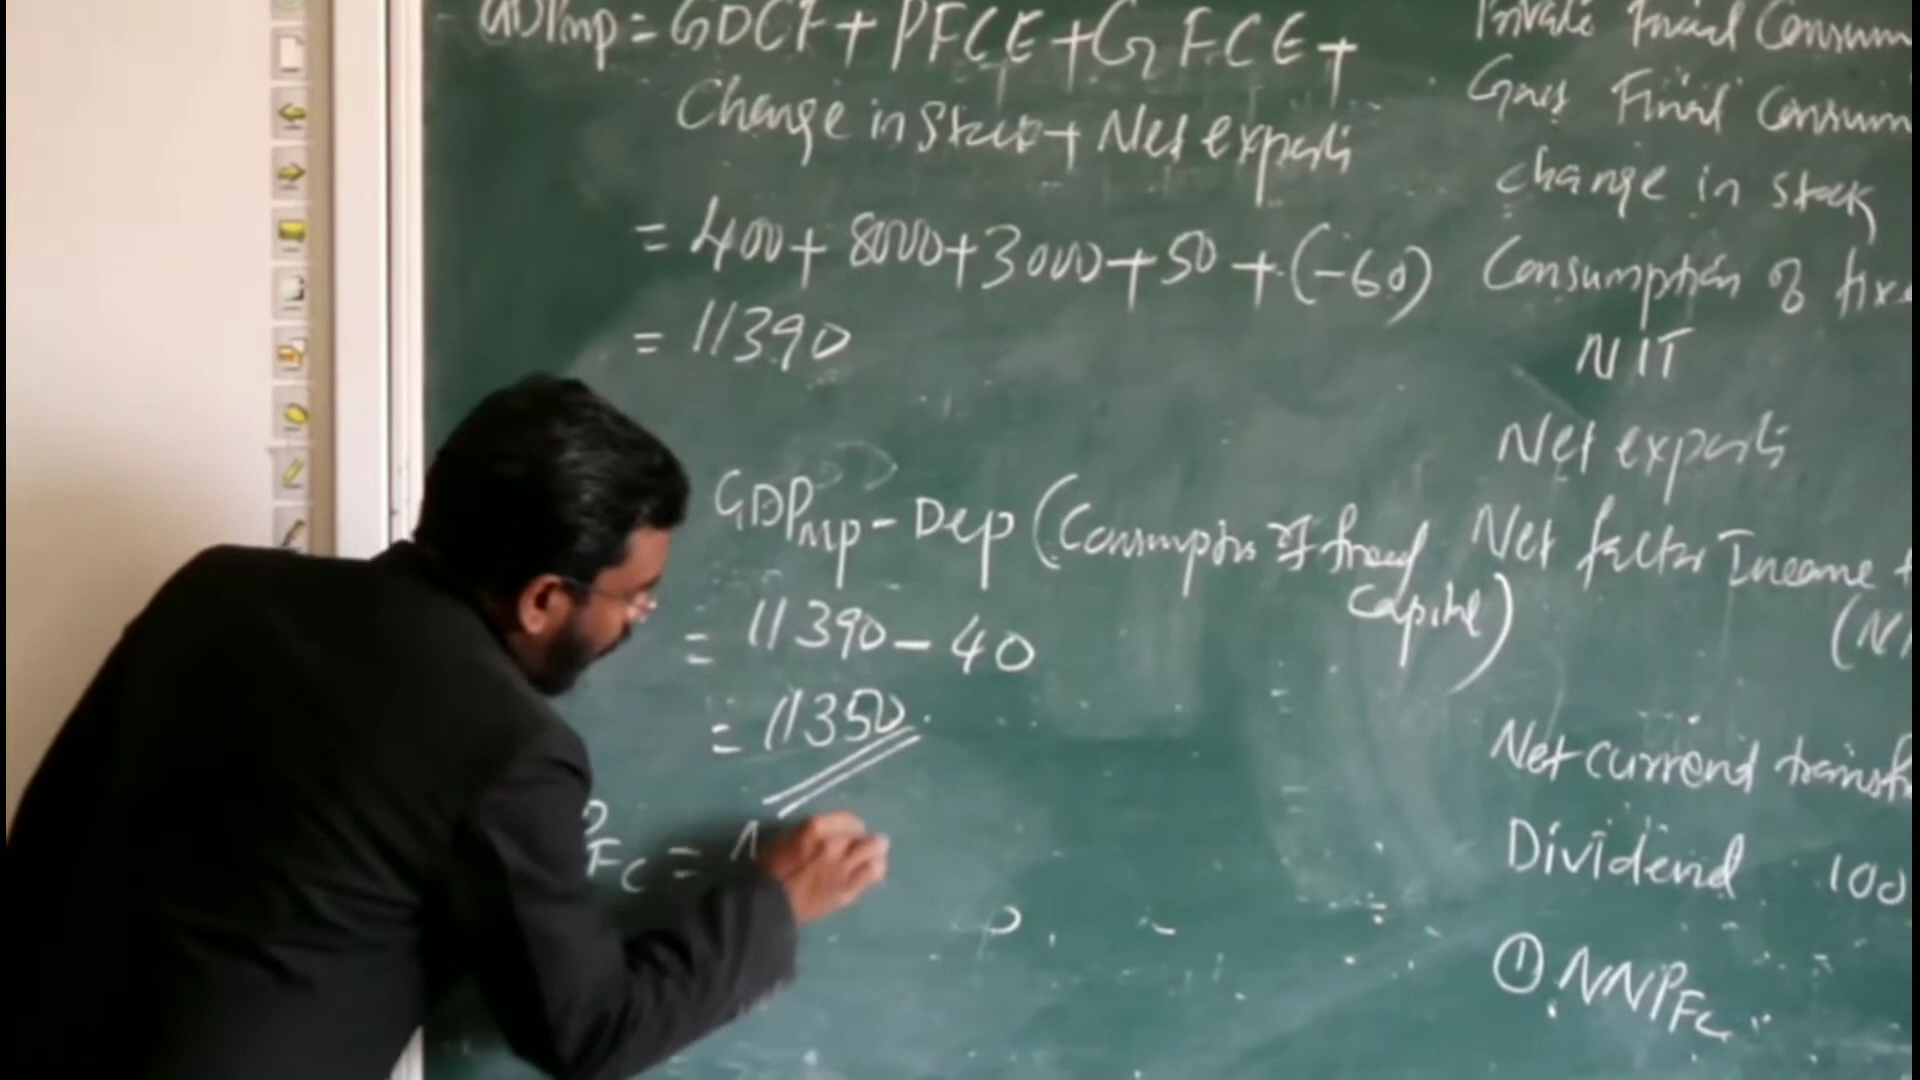 GDPmp = GDCF + PFCE + GFCE +
Change in Stock + Net exports
= 400 + 8000 + 3000 + 50 + (-60)
= 11390
GDPMP - Dep (Consumption of fixed
Capital)
= 11390 - 40
= 11350
FC =
Private Final Consum
Final Consum
change in stock
Consumption of fixe
NIT
Net exports
Net factor Income
(N
Net current transf
Dividend 100
① NNPFC